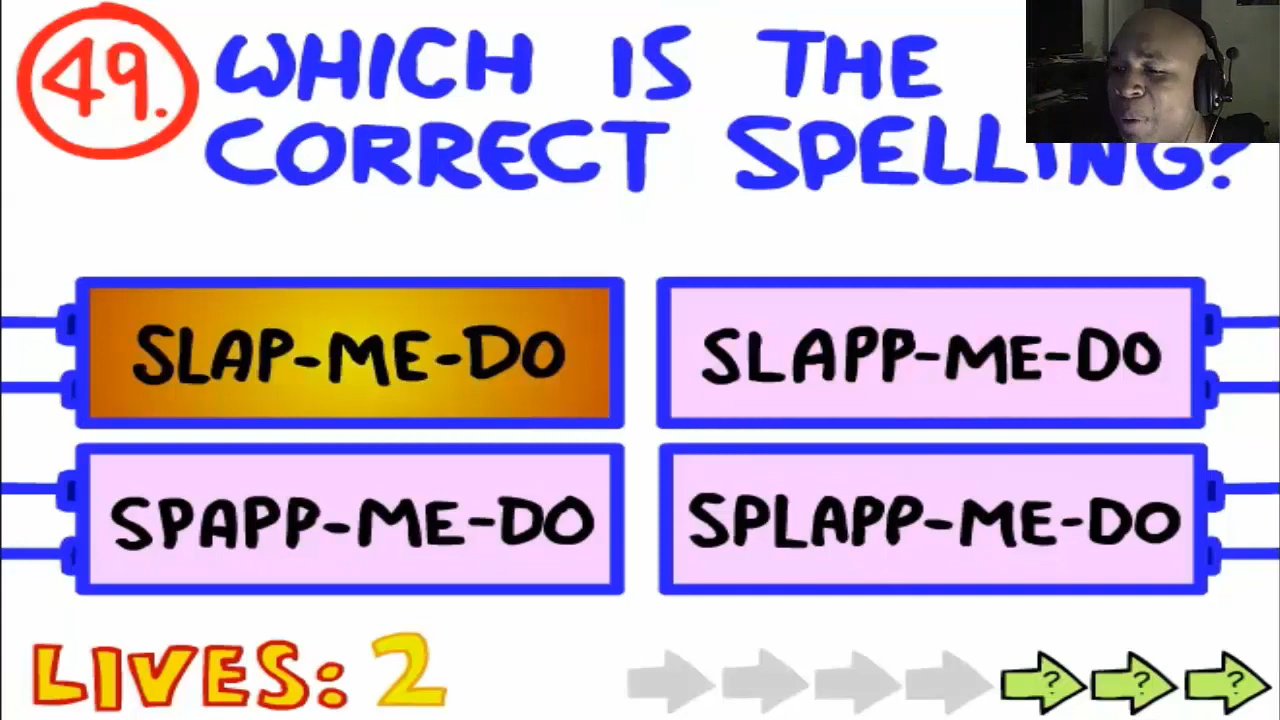 49. WHICH IS THE
CORRECT SPELLING?
SLAP-ME-DO
SLAPP-ME-DO
SPAPP-ME-DO
SPLAPP-ME-DO
LIVES: 2
? ? ?